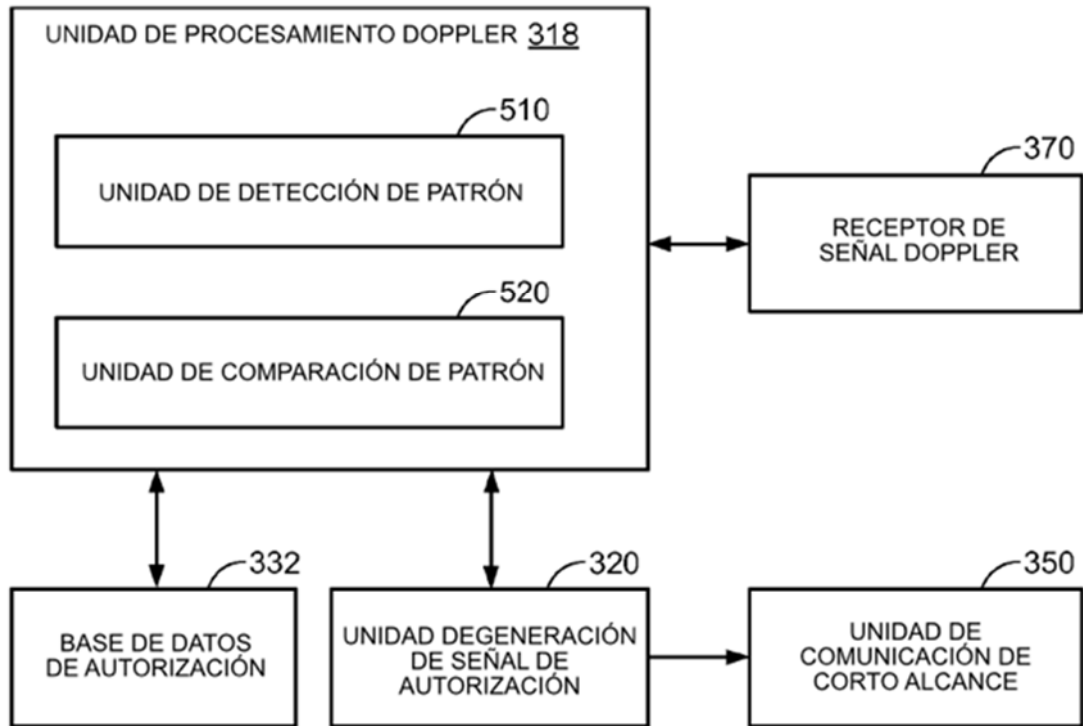 UNIDAD DE PROCESAMIENTO DOPPLER 318
510
UNIDAD DE DETECCIÓN DE PATRÓN
520
UNIDAD DE COMPARACIÓN DE PATRÓN
370
RECEPTOR DE
SEÑAL DOPPLER
332
BASE DE DATOS
DE AUTORIZACIÓN
320
UNIDAD DEGENERACIÓN
DE SEÑAL DE
AUTORIZACIÓN
350
UNIDAD DE
COMUNICACIÓN DE
CORTO ALCANCE